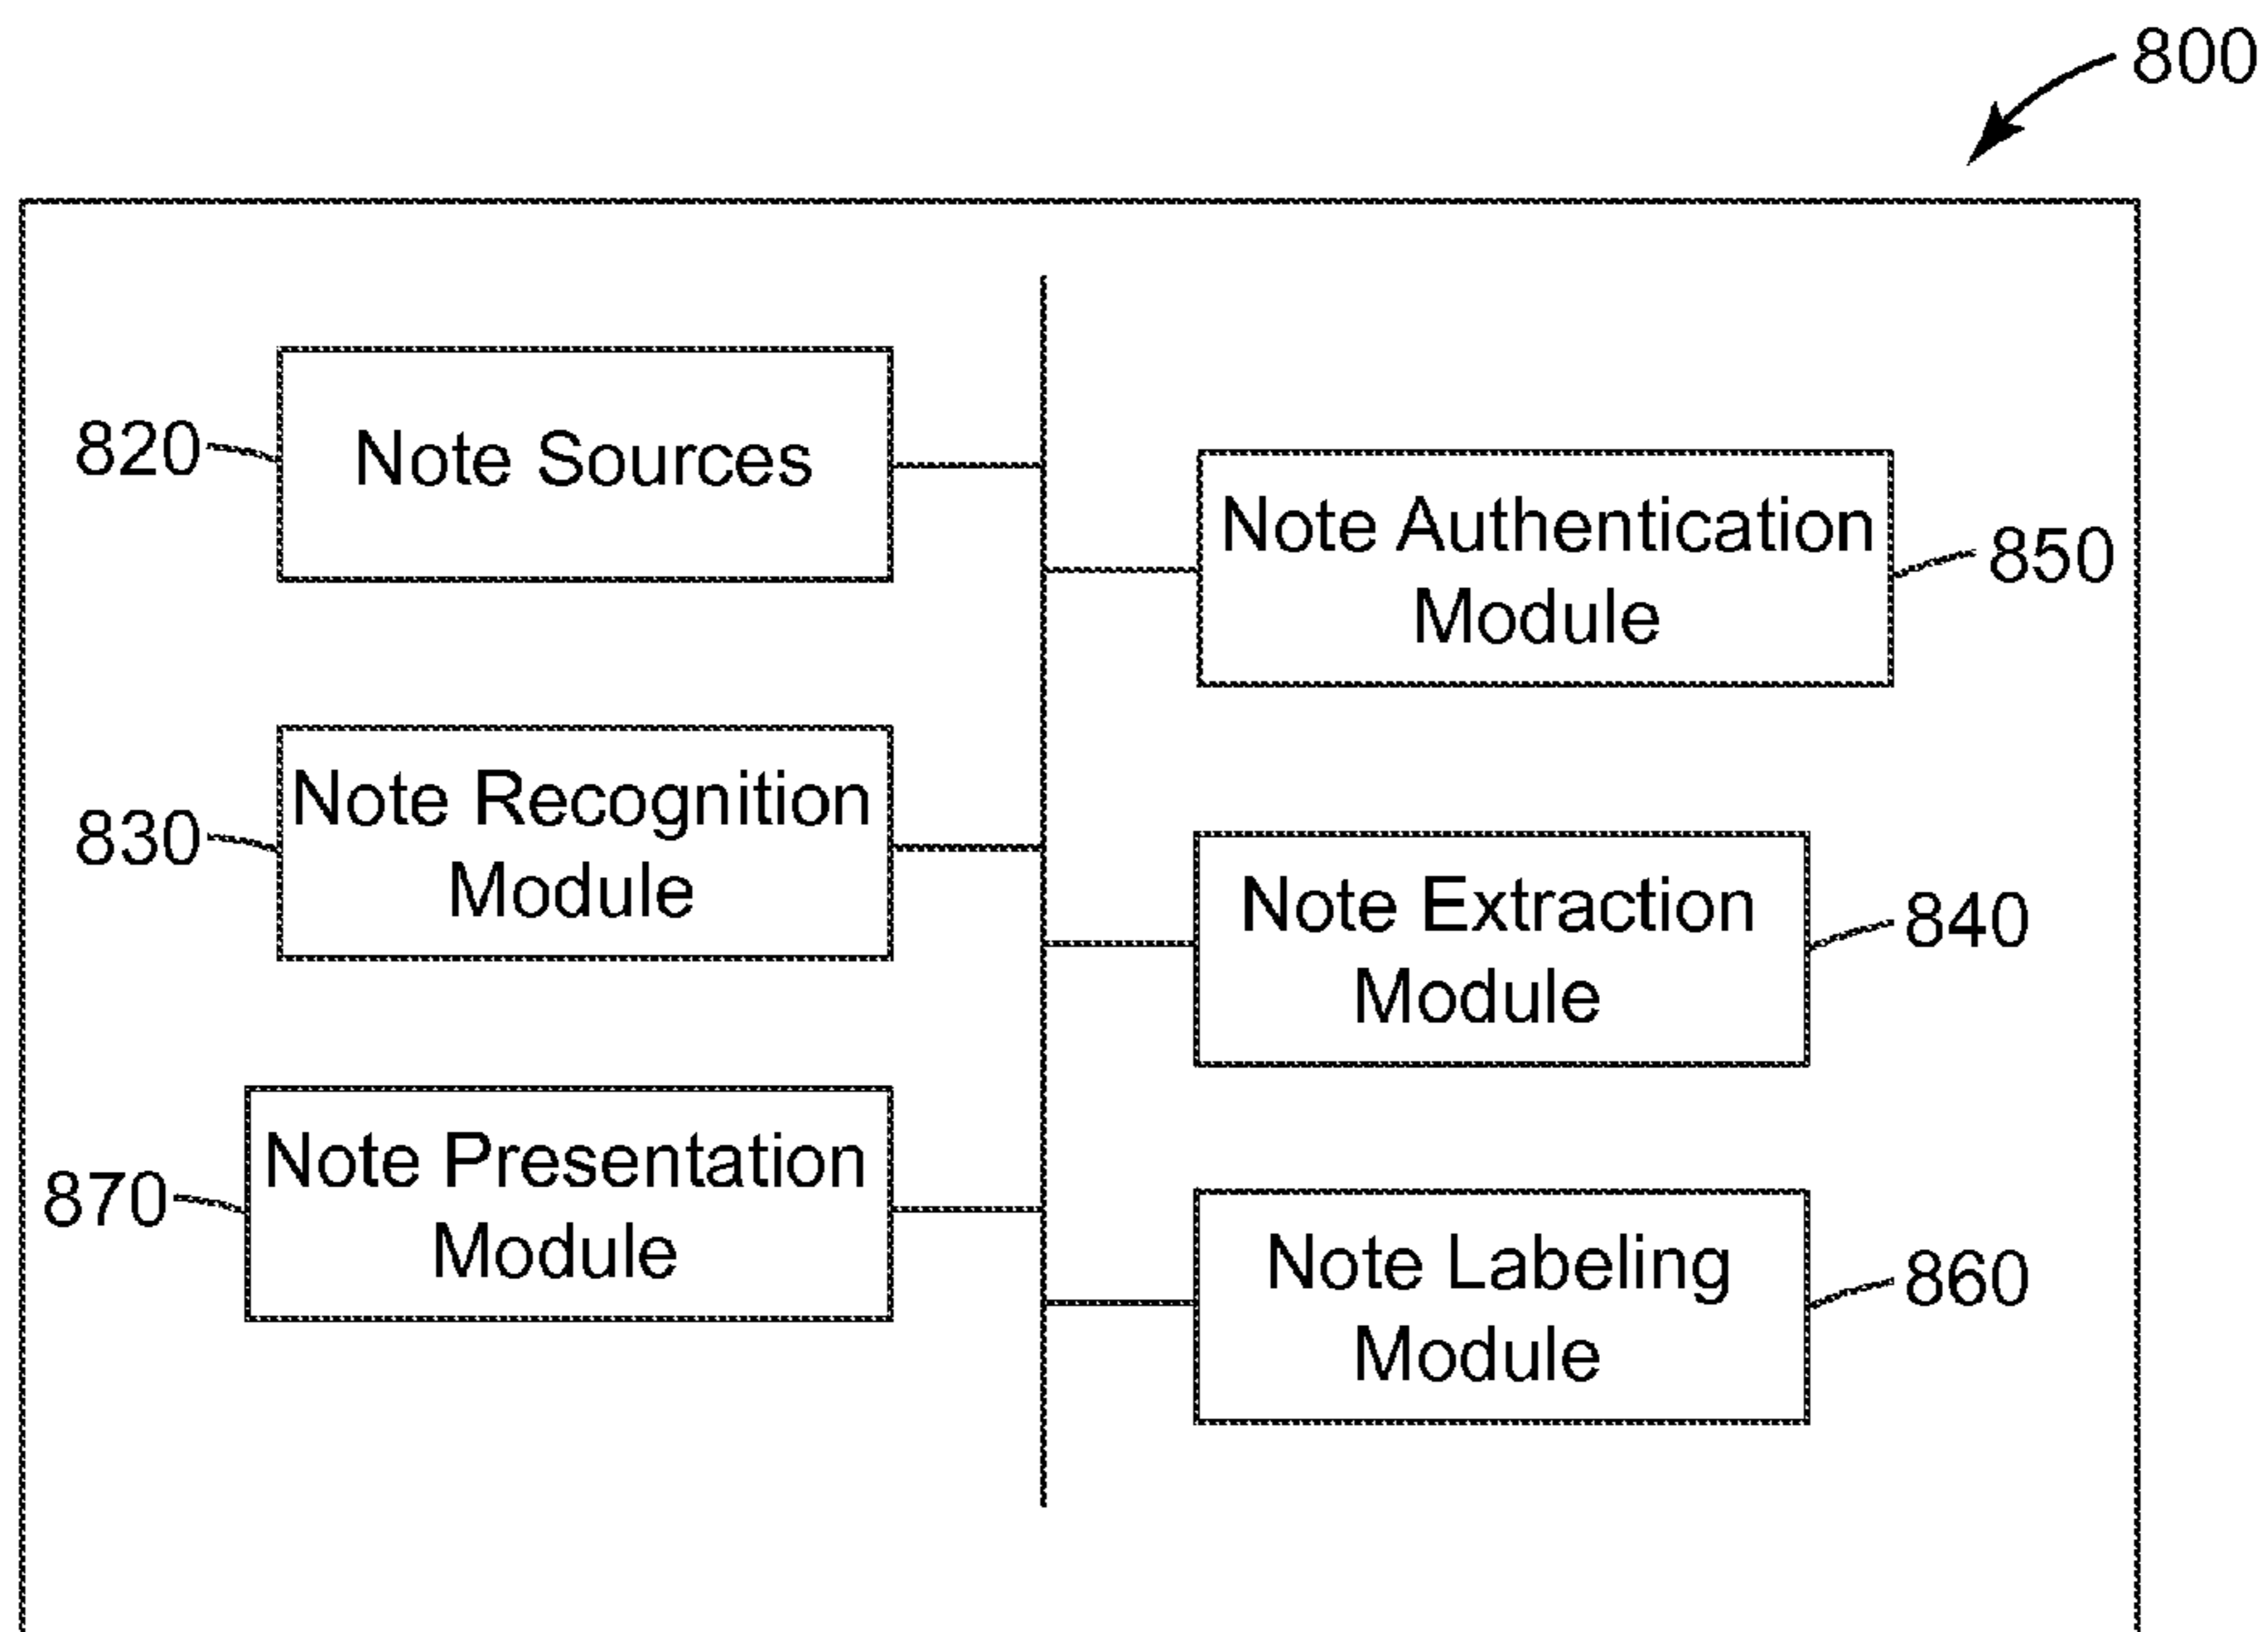 800
820
Note Sources
Note Authentication
Module
850
Note Recognition
Module
830
Note Extraction
Module
840
Note Presentation
Module
870
Note Labeling
Module
860